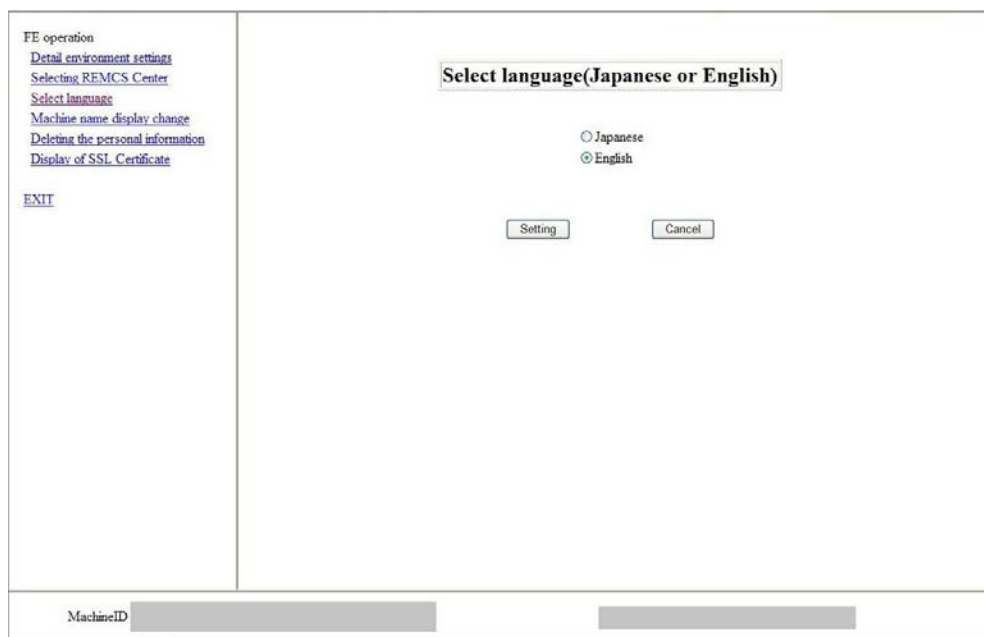 FE operation
Detail environment settings
Selecting REMCS Center
Select language
Machine name display change
Deleting the personal information
Display of SSL Certificate
EXIT
Select language(Japanese or English)
Japanese
English
Setting Cancel
MachineID